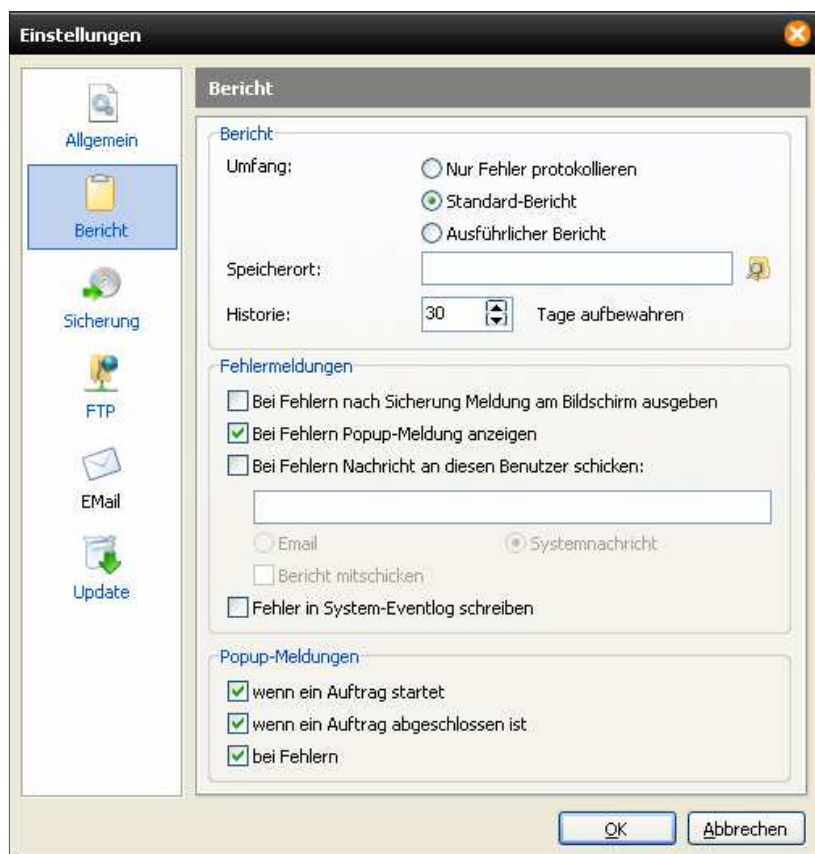 Einstellungen
Allgemein
Bericht
Sicherung
FTP
EMail
Update
Bericht
Bericht
Umfang:
Nur Fehler protokollieren
Standard-Bericht
Ausführlicher Bericht
Speicherort:
Historie: 30 Tage aufbewahren
Fehlermeldungen
Bei Fehlern nach Sicherung Meldung am Bildschirm ausgeben
Bei Fehlern Popup-Meldung anzeigen
Bei Fehlern Nachricht an diesen Benutzer schicken:
Email Systemnachricht
Bericht mitschicken
Fehler in System-Eventlog schreiben
Popup-Meldungen
wenn ein Auftrag startet
wenn ein Auftrag abgeschlossen ist
bei Fehlern
OK Abbrechen